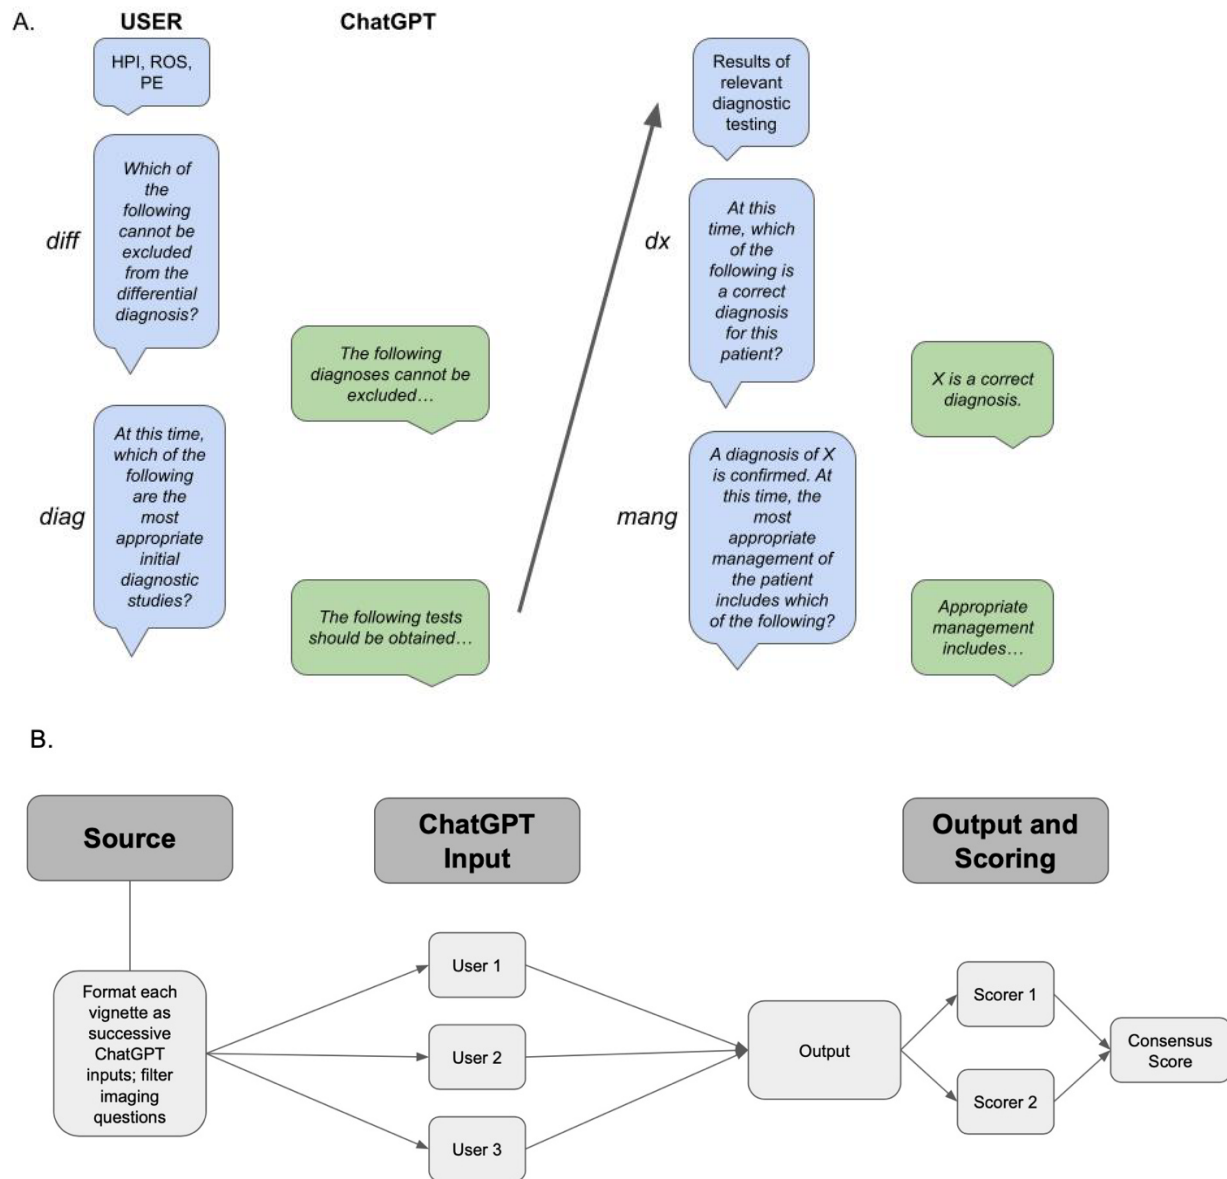 A.
USER
ChatGPT
HPI, ROS,
PE
diff
Which of
the
following
cannot be
excluded
from the
differential
diagnosis?
The following
diagnoses cannot be
excluded…
diag
At this time,
which of the
following
are the
most
appropriate
initial
diagnostic
studies?
The following tests
should be obtained…
Results of
relevant
diagnostic
testing
dx
At this
time, which
of the
following is
a correct
diagnosis
for this
patient?
X is a correct
diagnosis.
mang
A diagnosis of X
is confirmed. At
this time, the
most
appropriate
management of
the patient
includes which
of the following?
Appropriate
management
includes…
B.
Source
ChatGPT
Input
Output and
Scoring
Format each
vignette as
successive
ChatGPT
inputs; filter
imaging
questions
User 1
User 2
User 3
Output
Scorer 1
Scorer 2
Consensus
Score